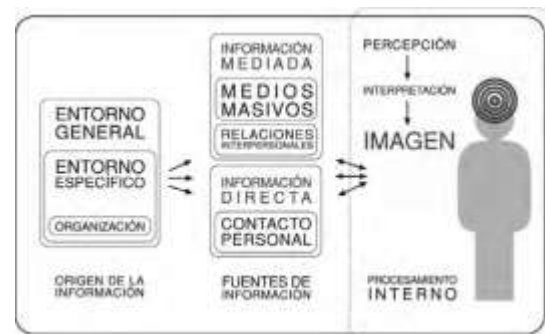 ENTORNO
GENERAL
ENTORNO
ESPECÍFICO
ORGANIZACIÓN
ORIGEN DE LA
INFORMACIÓN
INFORMACIÓN
MEDIADA
MEDIOS
MASIVOS
RELACIONES
INTERPERSONALES
INFORMACIÓN
DIRECTA
CONTACTO
PERSONAL
FUENTES DE
INFORMACIÓN
PERCEPCIÓN
INTERPRETACIÓN
IMAGEN
PROCESAMIENTO
INTERNO